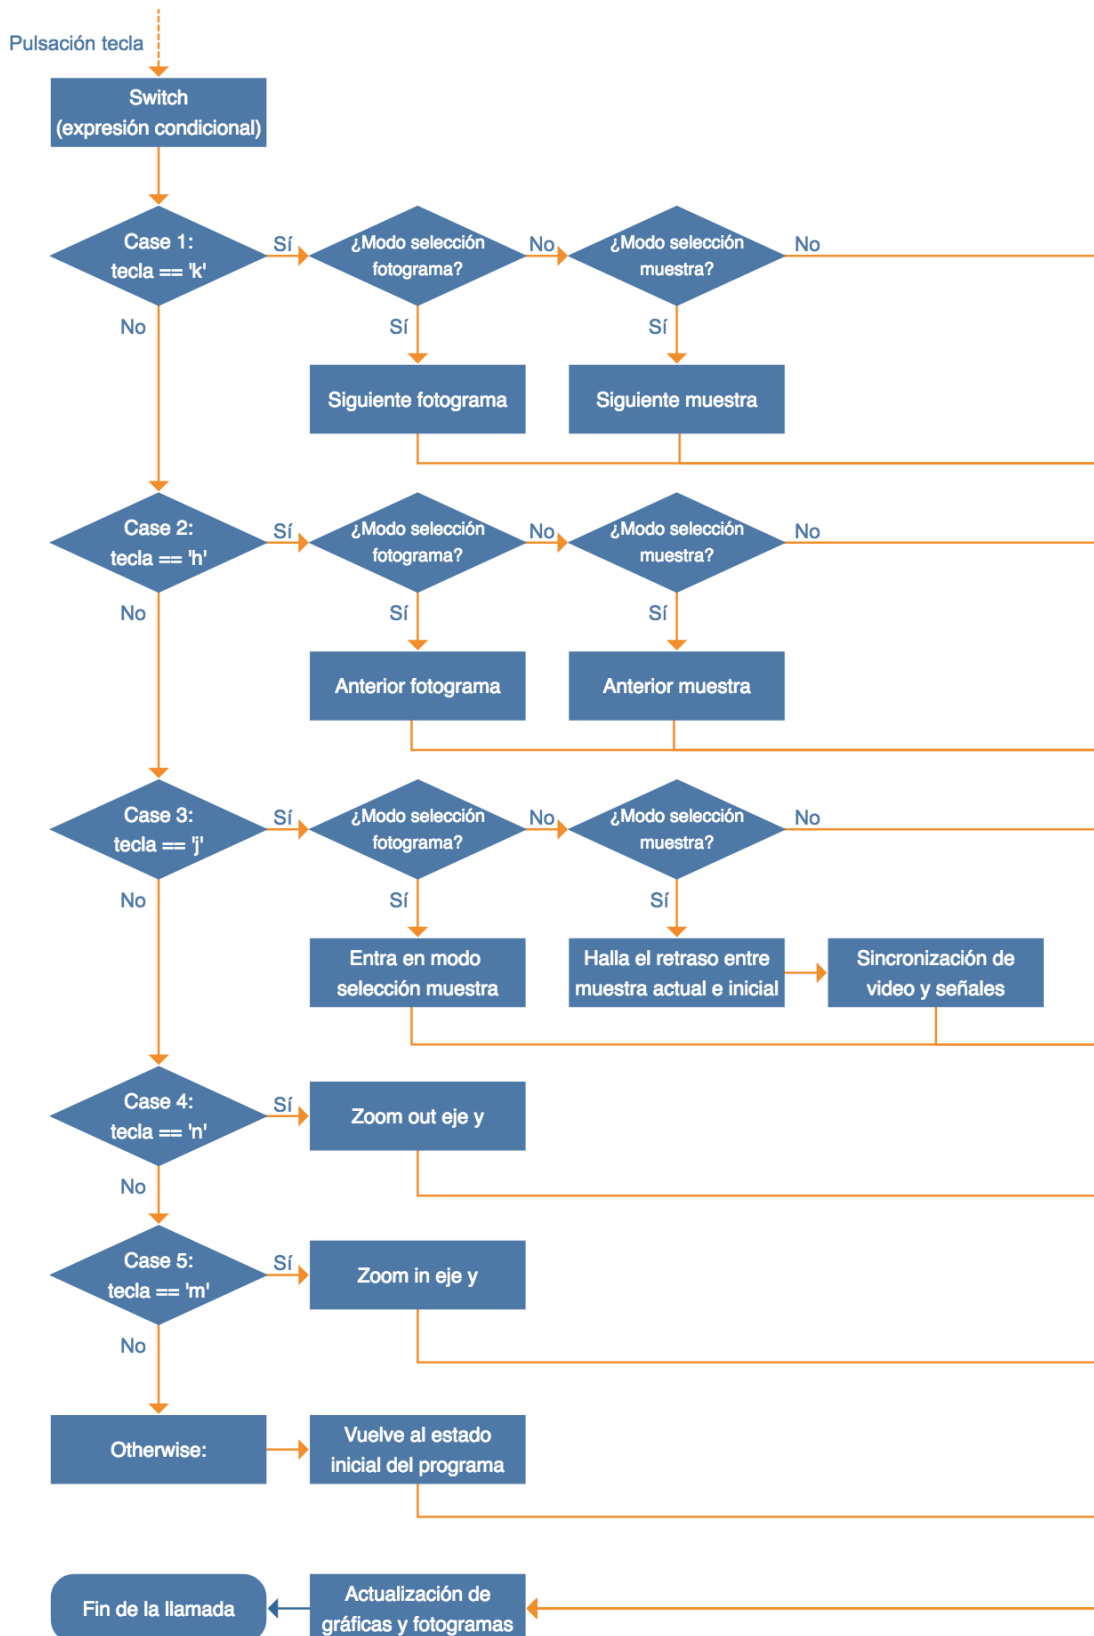 Pulsación tecla
Switch
(expresión condicional)
Case 1:
tecla == 'k'
Sí
¿Modo selección
fotograma?
No
¿Modo selección
muestra?
No
No
Sí
Sí
Siguiente fotograma
Siguiente muestra
Case 2:
tecla == 'h'
Sí
¿Modo selección
fotograma?
No
¿Modo selección
muestra?
No
No
Sí
Sí
Anterior fotograma
Anterior muestra
Case 3:
tecla == 'j'
Sí
¿Modo selección
fotograma?
No
¿Modo selección
muestra?
No
No
Sí
Sí
Entra en modo
selección muestra
Halla el retraso entre
muestra actual e inicial
Sincronización de
video y señales
Case 4:
tecla == 'n'
Sí
Zoom out eje y
No
Case 5:
tecla == 'm'
Sí
Zoom in eje y
No
Otherwise:
Vuelve al estado
inicial del programa
Fin de la llamada
Actualización de
gráficas y fotogramas